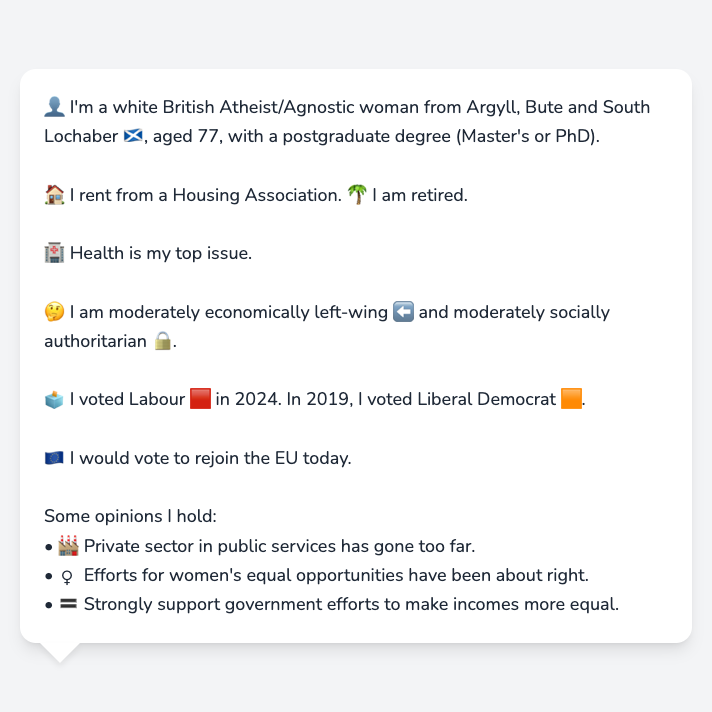 👤 I'm a white British Atheist/Agnostic woman from Argyll, Bute and South
Lochaber 🏴󠁧󠁢󠁳󠁣󠁴󠁿, aged 77, with a postgraduate degree (Master's or PhD).
🏠 I rent from a Housing Association. 🌴 I am retired.
🏥 Health is my top issue.
🤔 I am moderately economically left-wing ⬅️ and moderately socially
authoritarian 🔒.
🗳️ I voted Labour 🟥 in 2024. In 2019, I voted Liberal Democrat 🟧.
🇪🇺 I would vote to rejoin the EU today.
Some opinions I hold:
• 🏭 Private sector in public services has gone too far.
• ♀ Efforts for women's equal opportunities have been about right.
• 🟰 Strongly support government efforts to make incomes more equal.